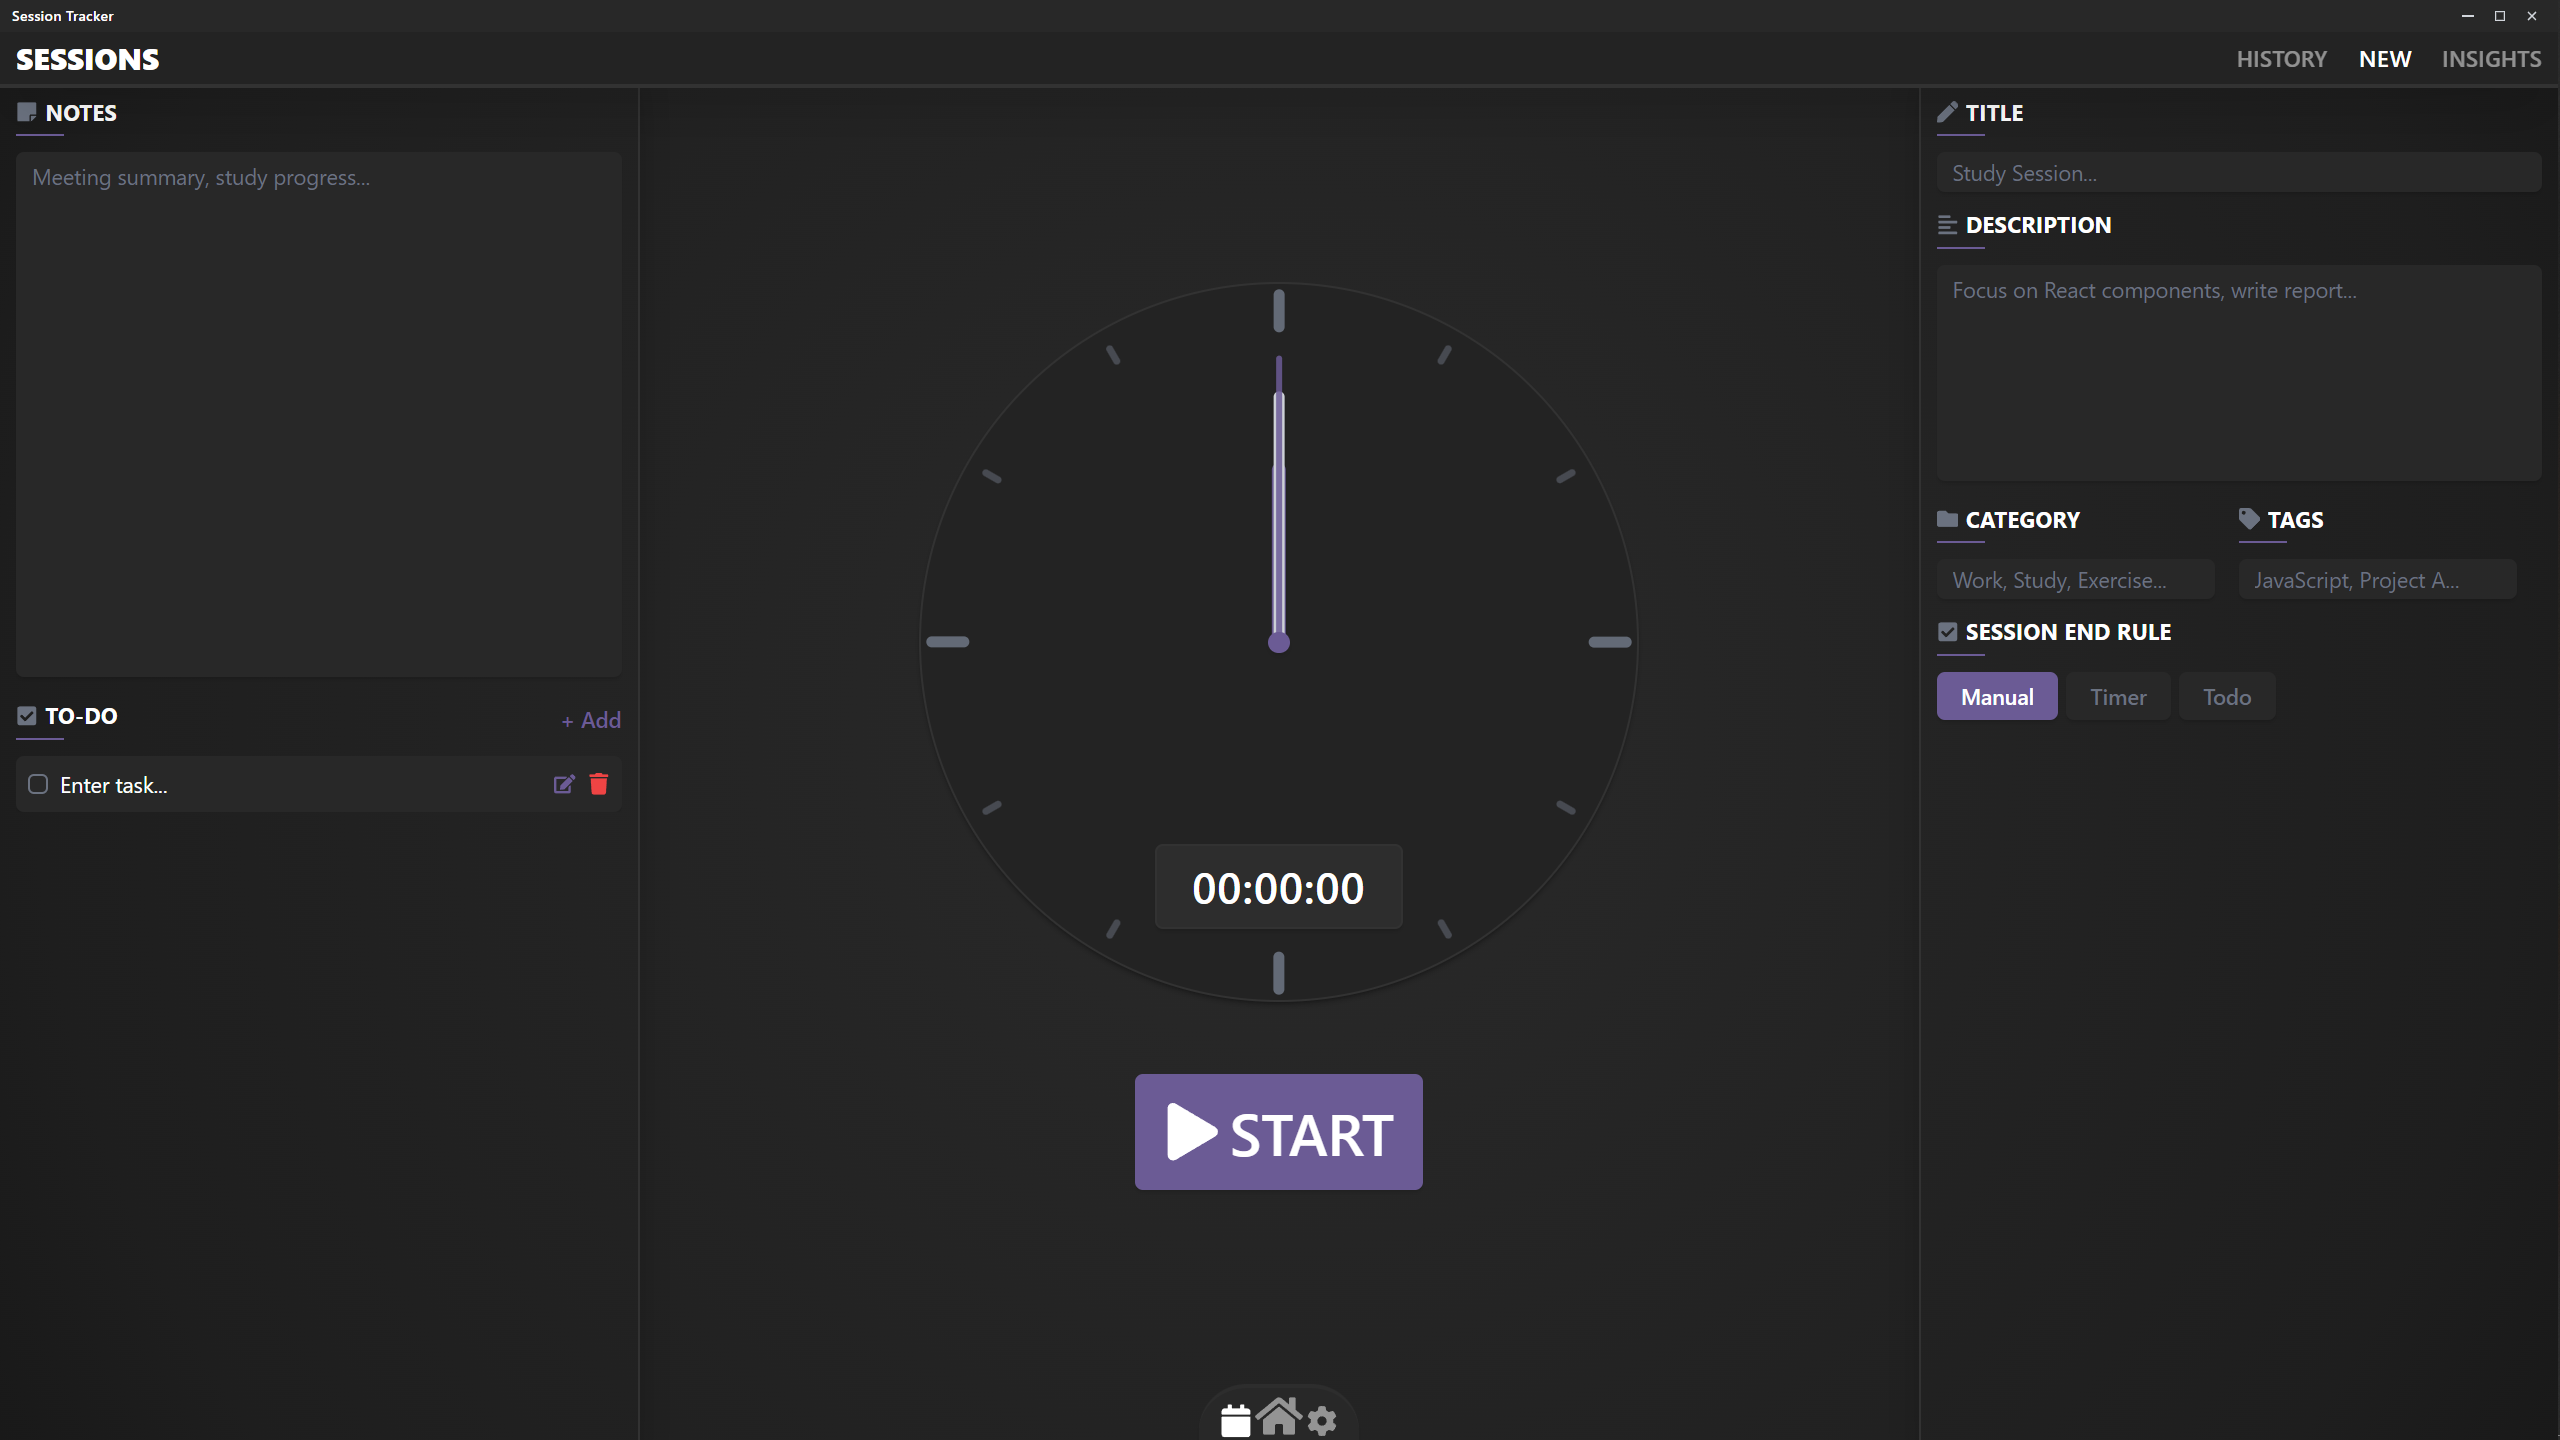 Session Tracker
SESSIONS
HISTORY
NEW
INSIGHTS
NOTES
Meeting summary, study progress...
TO-DO
+ Add
Enter task...
00:00:00
START
TITLE
Study Session...
DESCRIPTION
Focus on React components, write report...
CATEGORY
TAGS
Work, Study, Exercise...
JavaScript, Project A...
SESSION END RULE
Manual
Timer
Todo